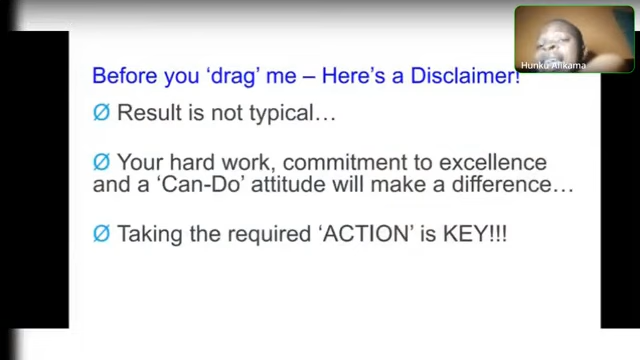 Before you ‘drag’ me – Here’s a Disclaimer!
Ø Result is not typical…
Ø Your hard work, commitment to excellence
and a ‘Can-Do’ attitude will make a difference…
Ø Taking the required ‘ACTION’ is KEY!!!
Hunku Alikama